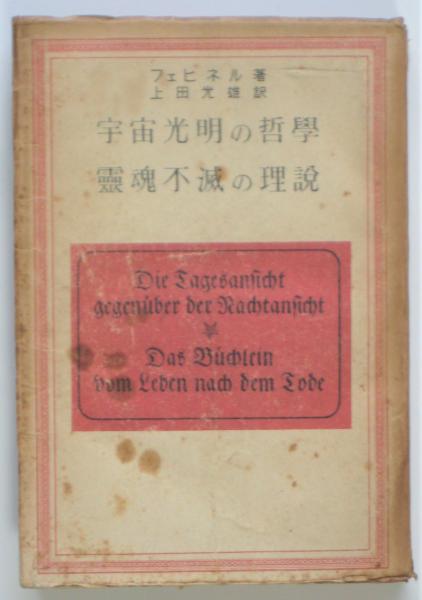 フェヒネル著
上田光雄訳
宇宙光明の哲學
靈魂不滅の理說
Die Tagesansicht
gegenüber der Nachtansicht
Das Büchlein
vom Leben nach dem Tode